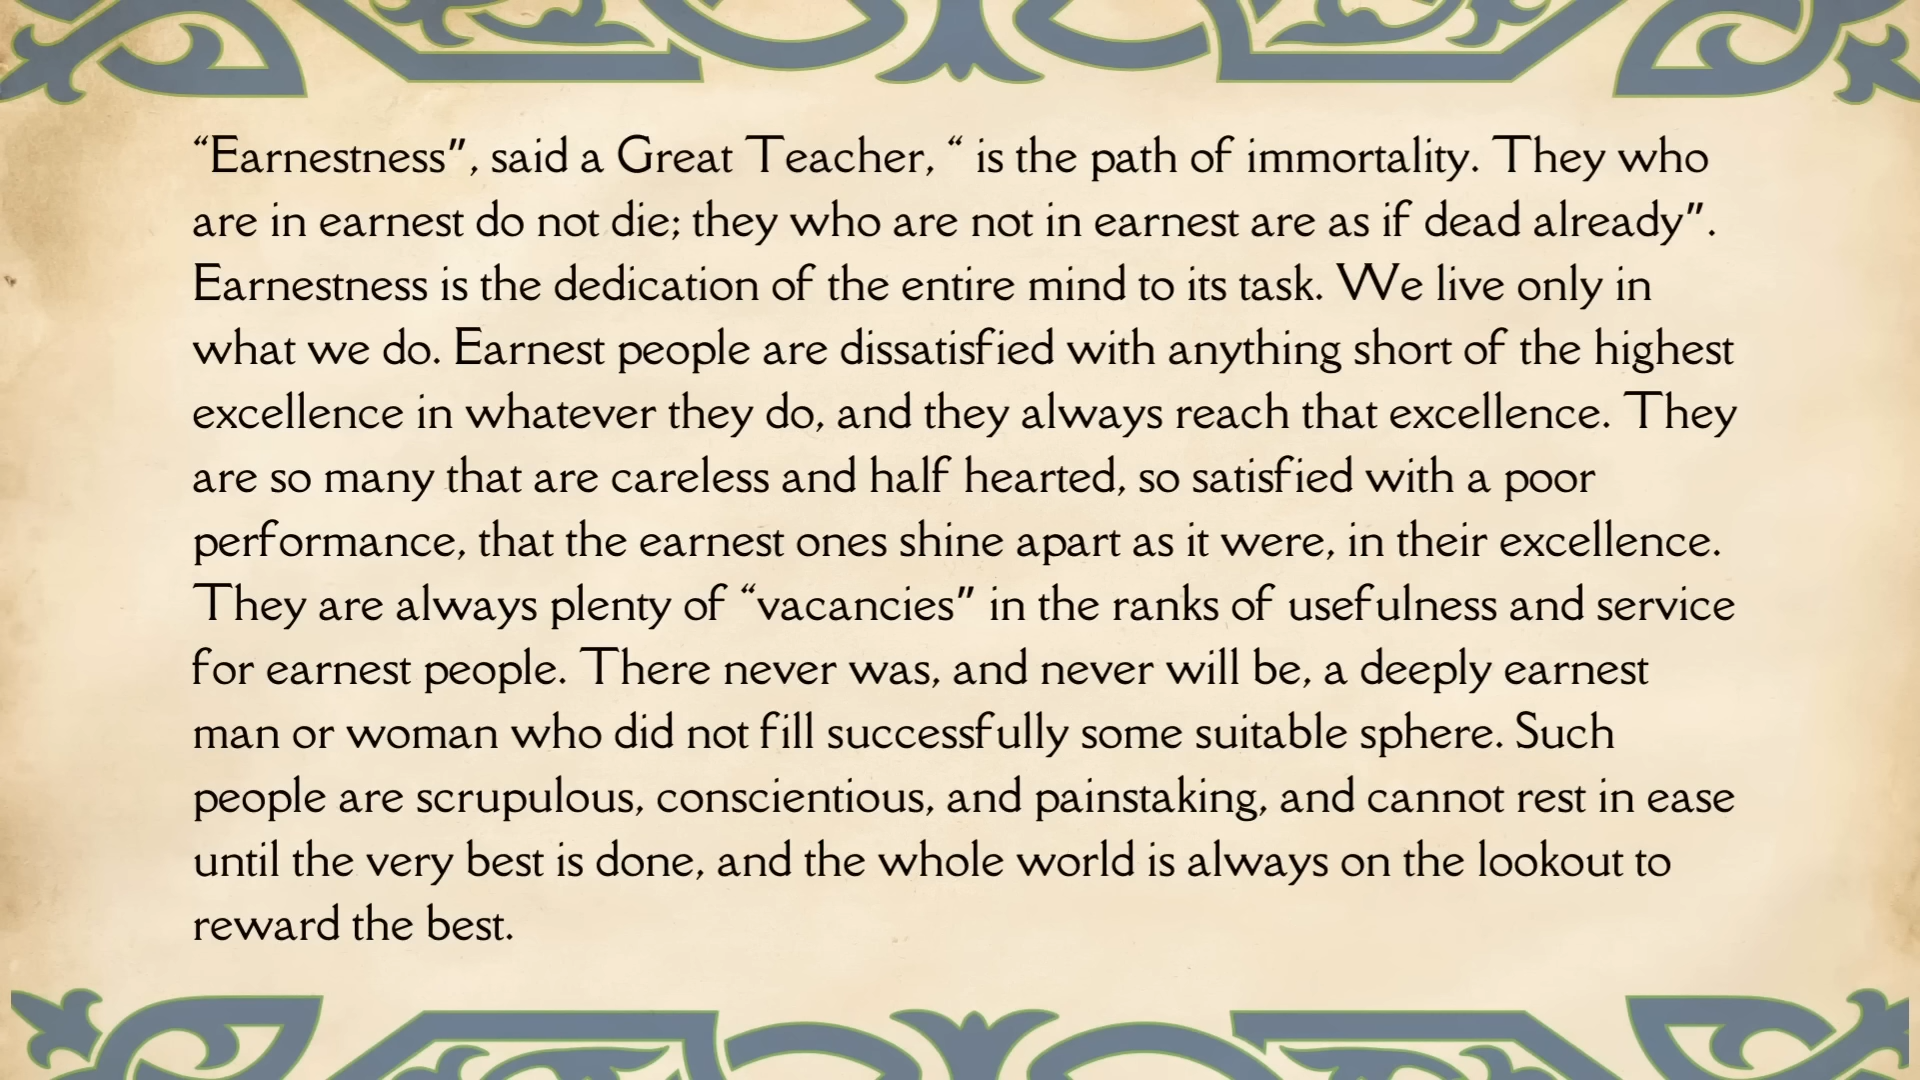 “Earnestness”, said a Great Teacher, “ is the path of immortality. They who
are in earnest do not die; they who are not in earnest are as if dead already”.
Earnestness is the dedication of the entire mind to its task. We live only in
what we do. Earnest people are dissatisfied with anything short of the highest
excellence in whatever they do, and they always reach that excellence. They
are so many that are careless and half hearted, so satisfied with a poor
performance, that the earnest ones shine apart as it were, in their excellence.
They are always plenty of “vacancies” in the ranks of usefulness and service
for earnest people. There never was, and never will be, a deeply earnest
man or woman who did not fill successfully some suitable sphere. Such
people are scrupulous, conscientious, and painstaking, and cannot rest in ease
until the very best is done, and the whole world is always on the lookout to
reward the best.